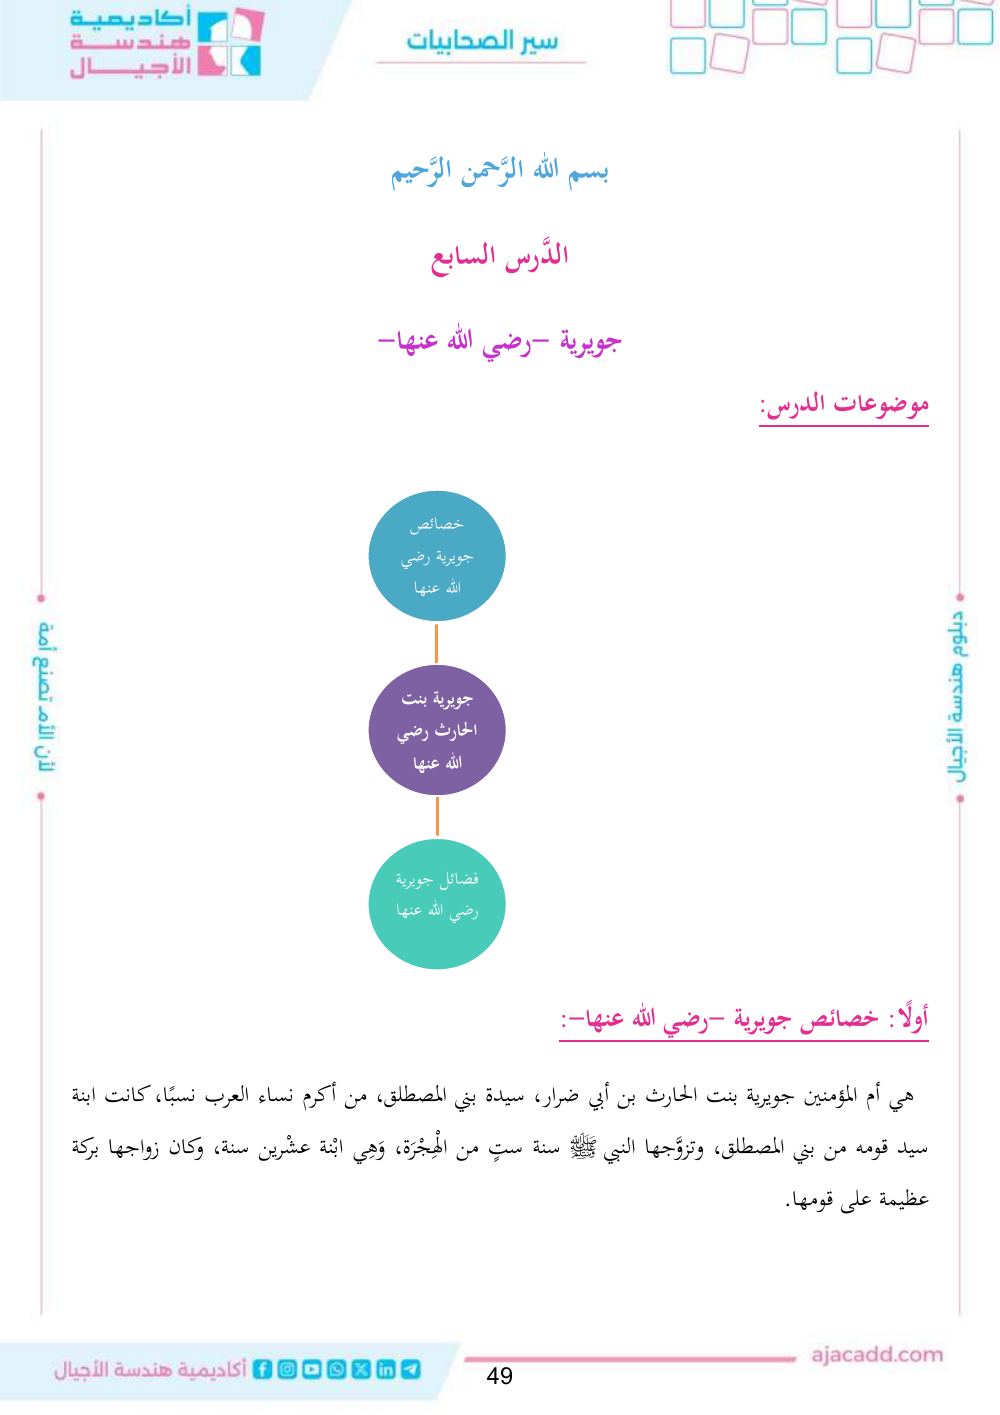 أكاديمية
هندسة
الأجيال
سير الصحابيات
بسم الله الرَّحمن الرَّحيم
الدَّرس السابع
جويرية –رضي الله عنها–
موضوعات الدرس:
خصائص
جويرية رضي
الله عنها
جويرية بنت
الحارث رضي
الله عنها
فضائل جويرية
رضي الله عنها
دبلوم هندسة الأجيال
لأن الأم تصنع أمة
أولًا: خصائص جويرية –رضي الله عنها–:
هي أم المؤمنين جويرية بنت الحارث بن أبي ضرار، سيدة بني المصطلق، من أكرم نساء العرب نسبًا، كانت ابنة
سيد قومه من بني المصطلق، وتزوَّجها النبي ﷺ سنة ستٍ من الْهِجْرَة، وَهِي ابْنة عشْرين سنة، وكان زواجها بركة
عظيمة على قومها.
ajacadd.com
أكاديمية هندسة الأجيال
49